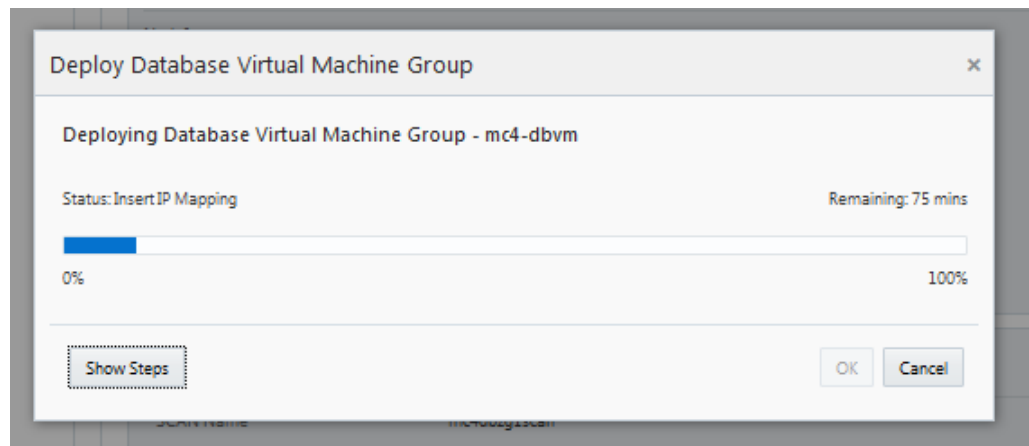 Deploy Database Virtual Machine Group ×
Deploying Database Virtual Machine Group - mc4-dbvm
Status: Insert IP Mapping Remaining: 75 mins
0% 100%
Show Steps OK Cancel
SCAN Name